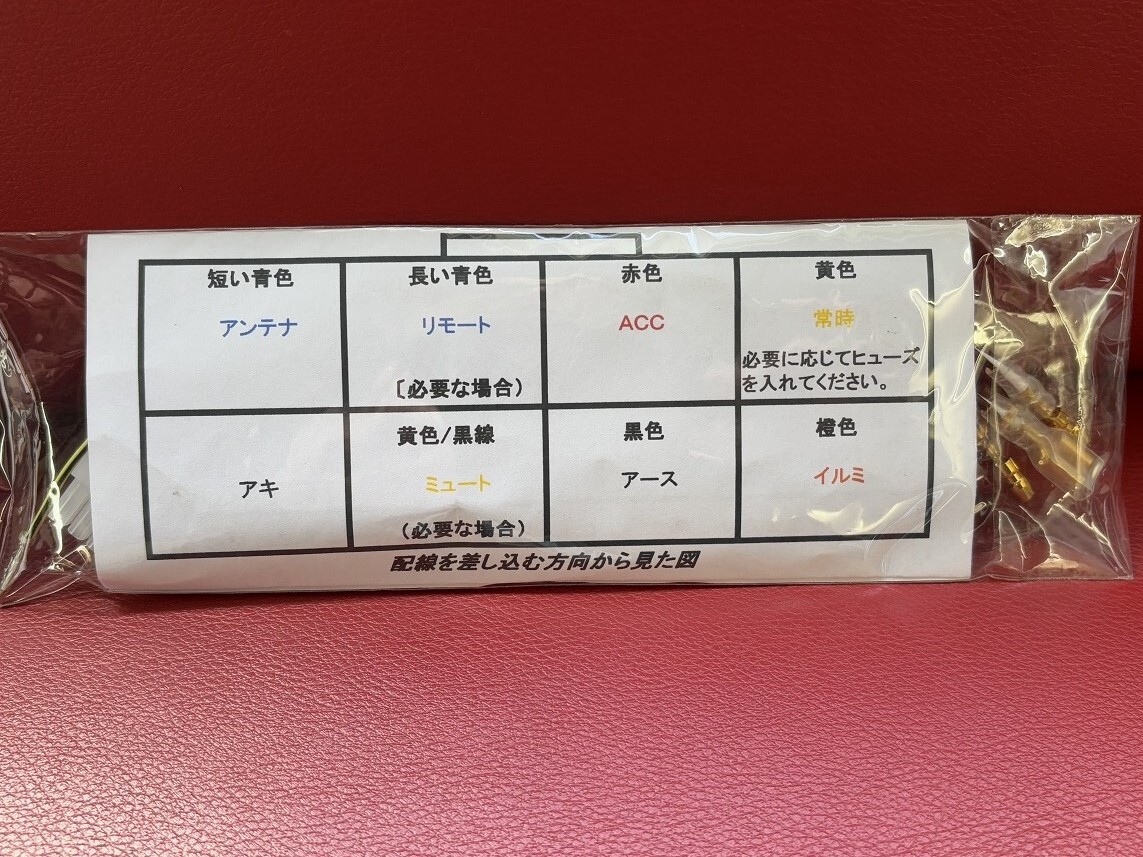 短い青色
アンテナ
長い青色
リモート
〔必要な場合）
赤色
ACC
黄色
常時
必要に応じてヒューズ
を入れてください。
アキ
黄色/黒線
ミュート
（必要な場合）
黒色
アース
橙色
イルミ
配線を差し込む方向から見た図